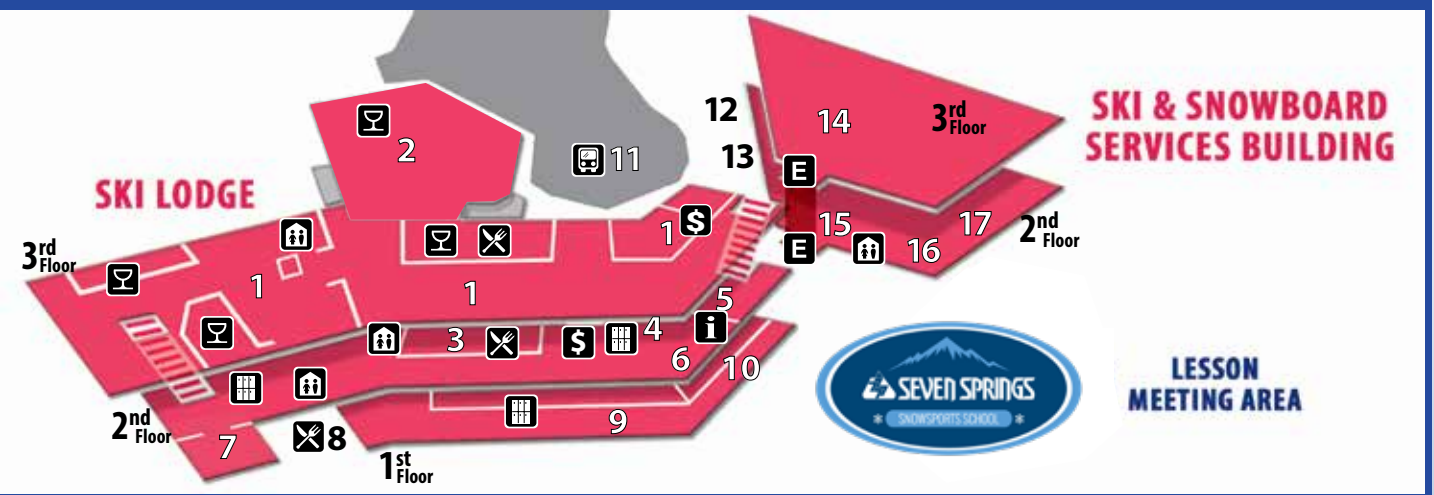 12
14
3rd Floor
SKI & SNOWBOARD
SERVICES BUILDING
2
13
11
E
SKI LODGE
1
$
15
17
2nd Floor
16
E
3rd Floor
1
1
5
3
$
4
i
6
10
SEVEN SPRINGS
SNOWSPORTS SCHOOL
LESSON
MEETING AREA
2nd Floor
7
8
9
1st Floor